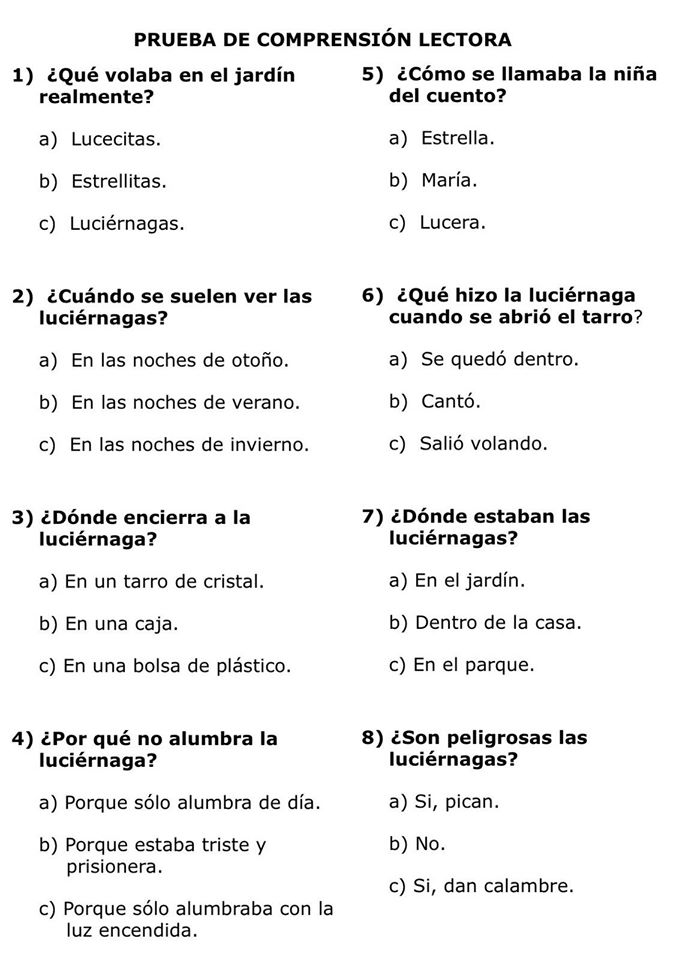 PRUEBA DE COMPRENSIÓN LECTORA
1) ¿Qué volaba en el jardín
realmente?
a) Lucecitas.
b) Estrellitas.
c) Luciérnagas.
2) ¿Cuándo se suelen ver las
luciérnagas?
a) En las noches de otoño.
b) En las noches de verano.
c) En las noches de invierno.
3) ¿Dónde encierra a la
luciérnaga?
a) En un tarro de cristal.
b) En una caja.
c) En una bolsa de plástico.
4) ¿Por qué no alumbra la
luciérnaga?
a) Porque sólo alumbra de día.
b) Porque estaba triste y
prisionera.
c) Porque sólo alumbraba con la
luz encendida.
5) ¿Cómo se llamaba la niña
del cuento?
a) Estrella.
b) María.
c) Lucera.
6) ¿Qué hizo la luciérnaga
cuando se abrió el tarro?
a) Se quedó dentro.
b) Cantó.
c) Salió volando.
7) ¿Dónde estaban las
luciérnagas?
a) En el jardín.
b) Dentro de la casa.
c) En el parque.
8) ¿Son peligrosas las
luciérnagas?
a) Si, pican.
b) No.
c) Si, dan calambre.